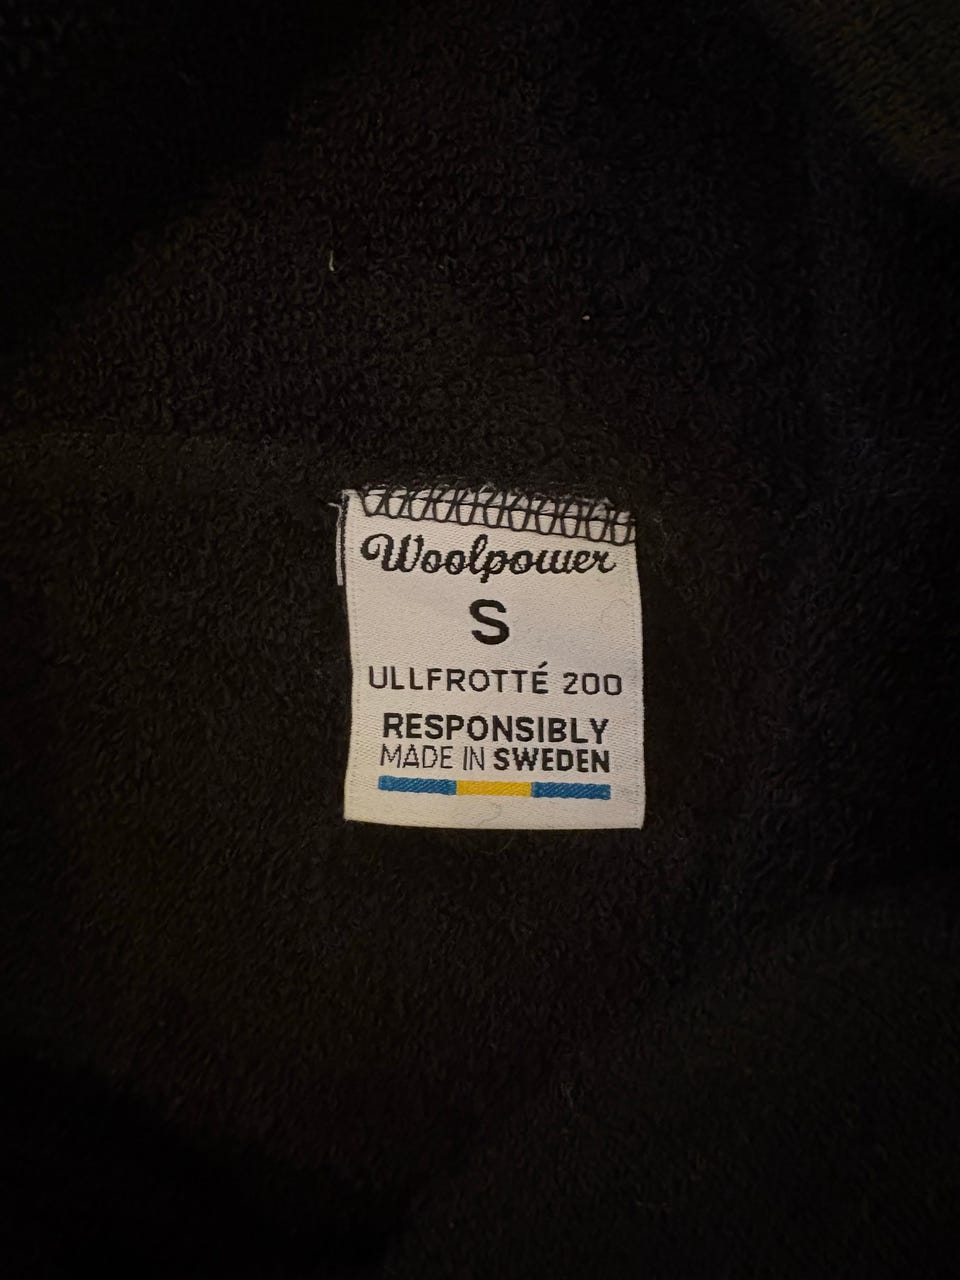 Woolpower
S
ULLFROTTÉ 200
RESPONSIBLY
MADE IN SWEDEN